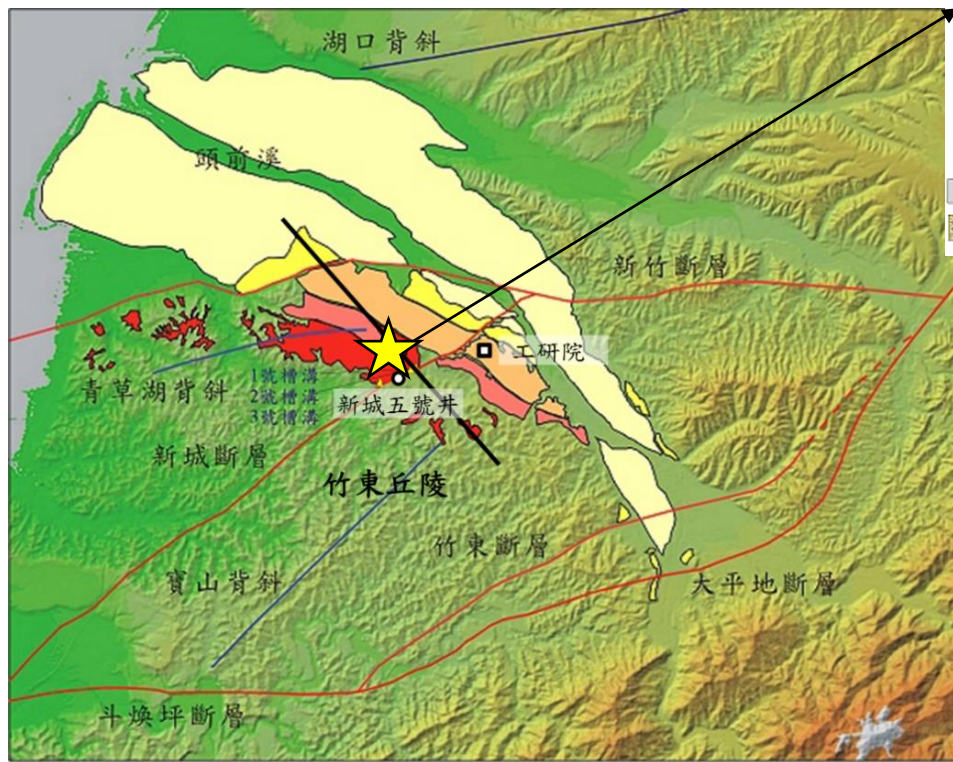 湖口背斜
頭前溪
新竹斷層
工研院
青草湖背斜
1號槽溝
2號槽溝
3號槽溝
新城五號井
新城斷層
竹東丘陵
竹東斷層
寶山背斜
大平地斷層
斗煥坪斷層